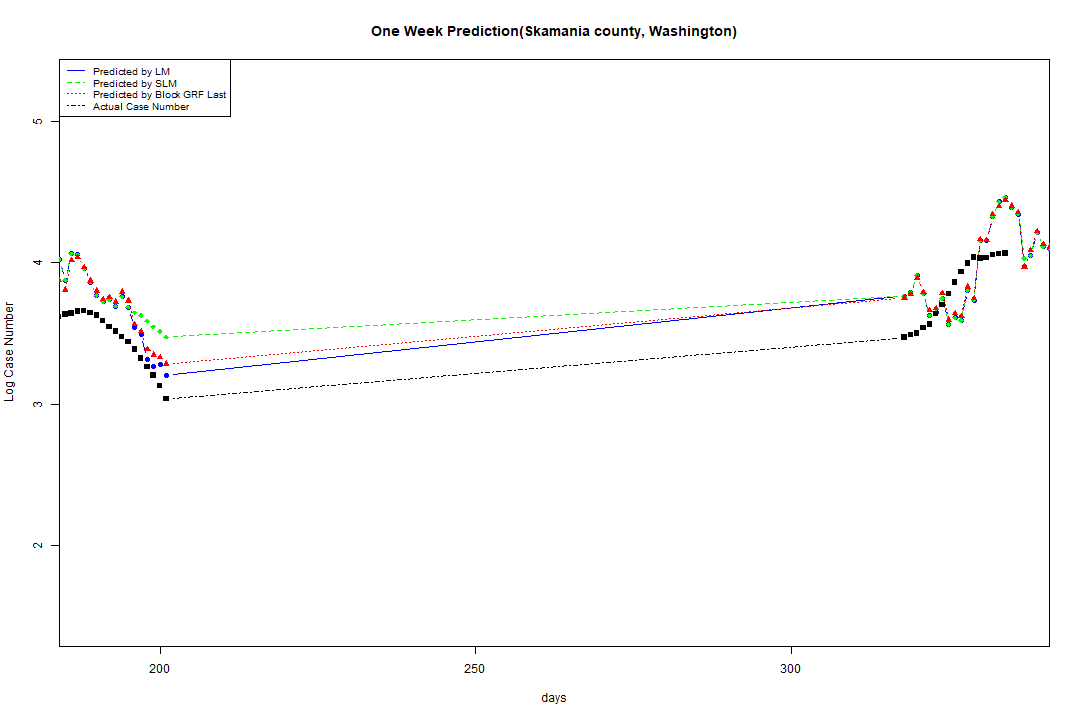 One Week Prediction(Skamania county, Washington)
Predicted by LM
Predicted by SLM
Predicted by Block GRF Last
Actual Case Number
5
4
3
2
Log Case Number
200 250 300
days